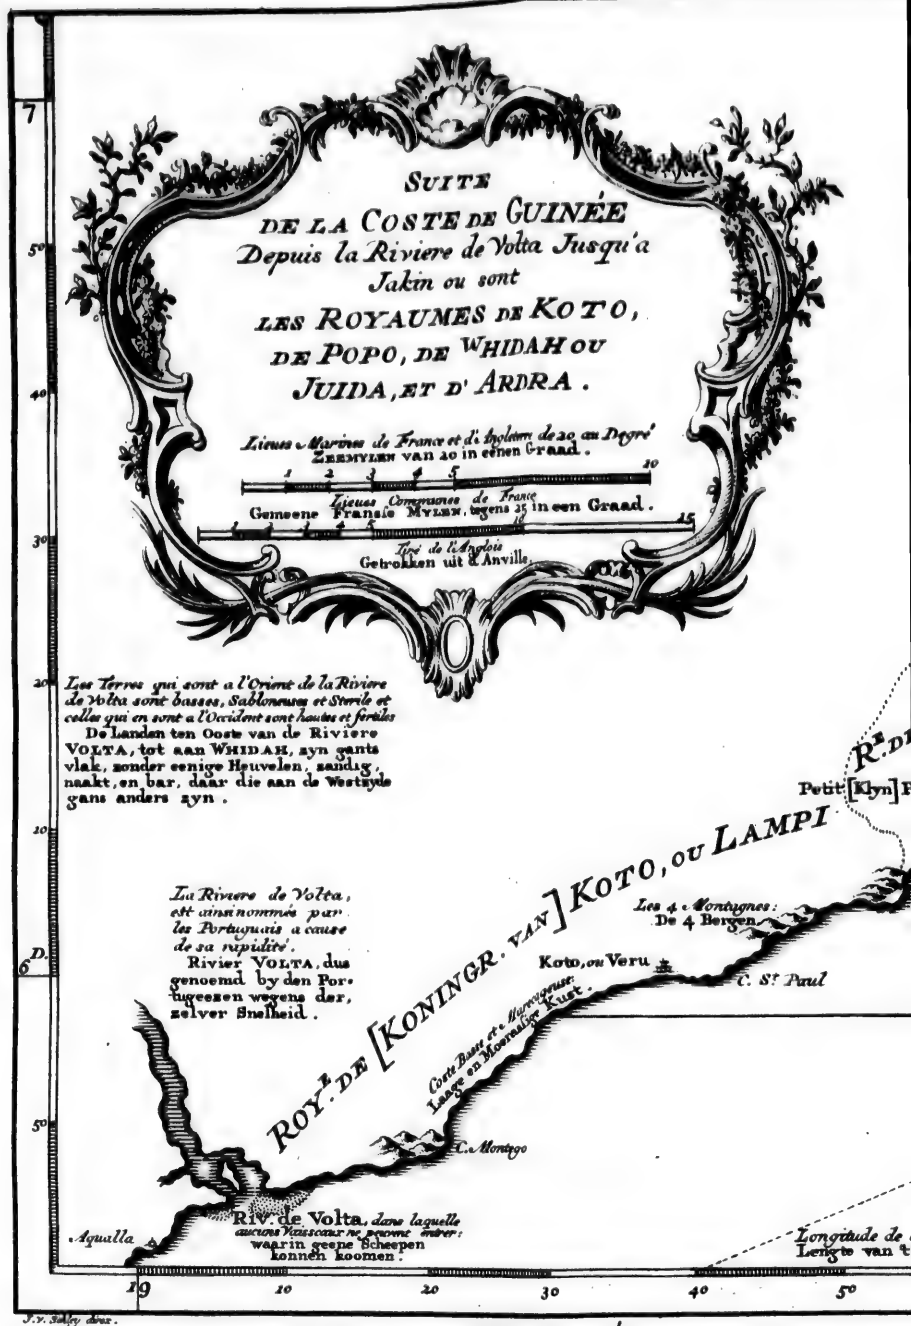 SUITE
DE LA COSTE DE GUINÉE
Depuis la Riviere de Volta Jusqu'a
Jakin ou sont
LES ROYAUMES DE KOTO,
DE POPO, DE WHIDAH OU
JUIDA, ET D' ARDRA.
Lieues Marines de France et d'Angleterre de 20 au Degré
ZEEMYLEN van 20 in eenen Graad.
1 2 3 4 5 10
Lieues Communes de France
Gemeene Franse MYLEN, tegens 25 in een Graad.
1 2 3 4 5 10 15
Tiré de l'Anglois
Getrokken uit d'Anville.
7
50
40
30
20
10
D.
6
50
Les Terres qui sont a l'Orient de la Riviere
de Volta sont basses, Sabloneuses et Sterile et
celles qui en sont a l'Occident sont hautes et fertiles
De Landen ten Ooste van de Riviere
VOLTA, tot aan WHIDAH, zyn gants
vlak, zonder eenige Heuvelen, zandig,
naakt, en bar, daar die aan de Westzyde
gans anders zyn.
R.E DE
Petit [Klyn] P
ROY.E DE [KONINGR. VAN] KOTO, OU LAMPI
La Riviere de Volta,
est ainsi nommés par
les Portuguais a cause
de sa rapidité.
Rivier VOLTA, dus
genoemd by den Por-
tugeezen wegens der,
zelver Snelheid.
Les 4 Montagnes:
De 4 Bergen
Koto, ou Veru
C. St. Paul
Coste Basse et Marecageuse:
Laage en Moerassige Kust.
C. Montego
Riv. de Volta, dans laquelle
aucuns Vaisseaux ne peuvent entrer:
waarin geene Scheepen
konnen koomen.
Aqualla
Longitude de
Lengte van 't
19 10 20 30 40 50
J.v. Schley direx.